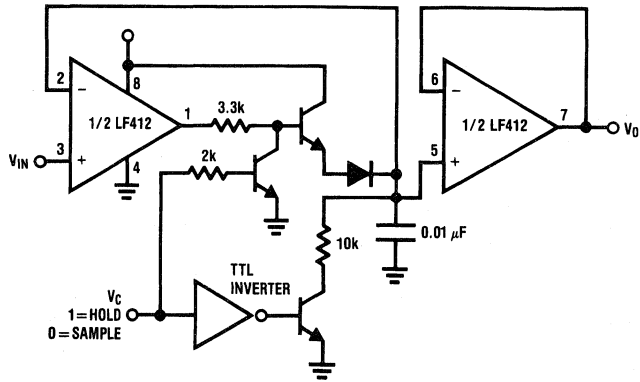 2
8
6
−
−
1/2 LF412
1
3.3k
1/2 LF412
7
V_O
V_IN
3
+
4
5
+
2k
0.01 μF
10k
TTL
INVERTER
V_C
1=HOLD
0=SAMPLE